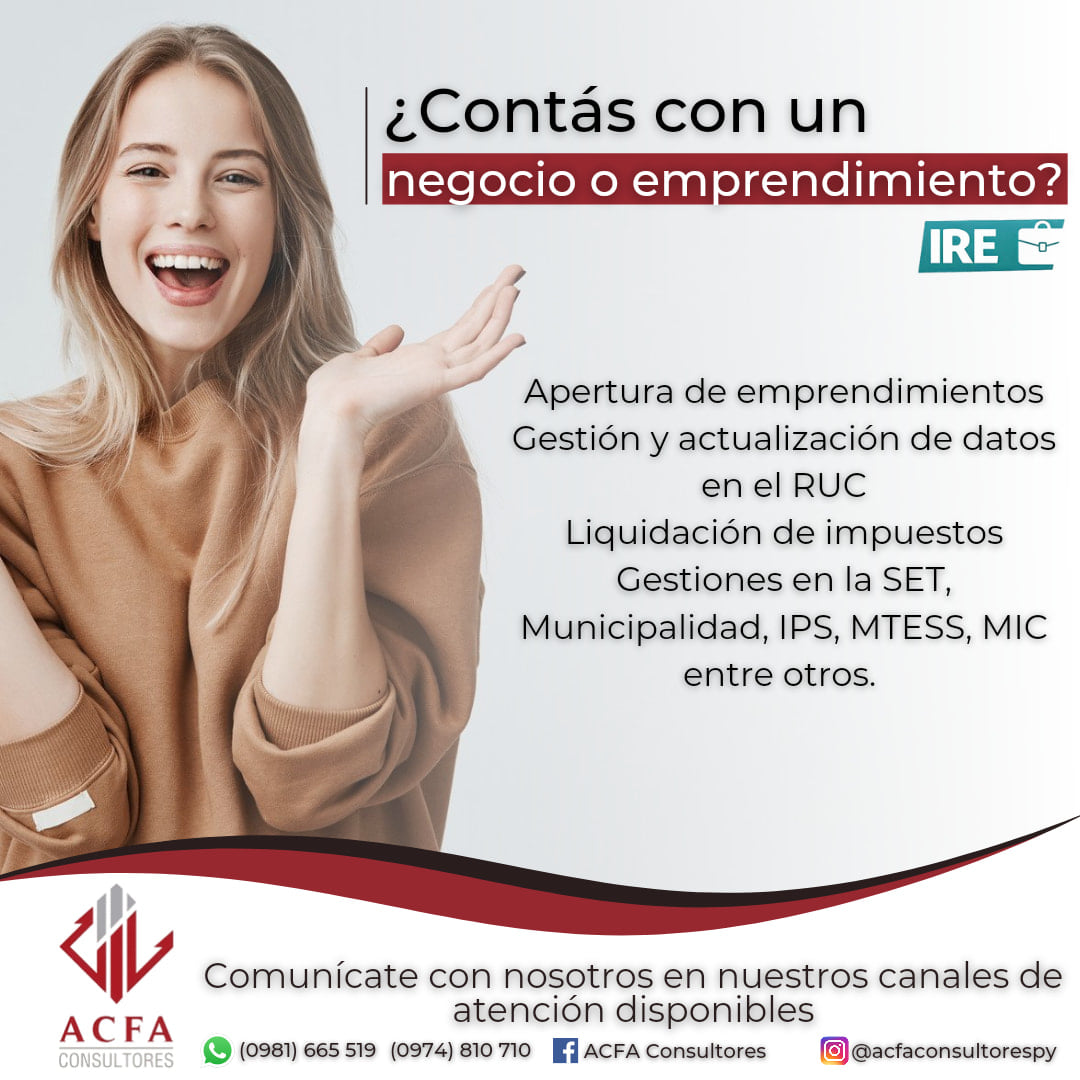 ¿Contás con un
negocio o emprendimiento?
IRE
Apertura de emprendimientos
Gestión y actualización de datos
en el RUC
Liquidación de impuestos
Gestiones en la SET,
Municipalidad, IPS, MTESS, MIC
entre otros.
Comunícate con nosotros en nuestros canales de
atención disponibles
ACFA
CONSULTORES
(0981) 665 519 (0974) 810 710 ACFA Consultores @acfaconsultorespy